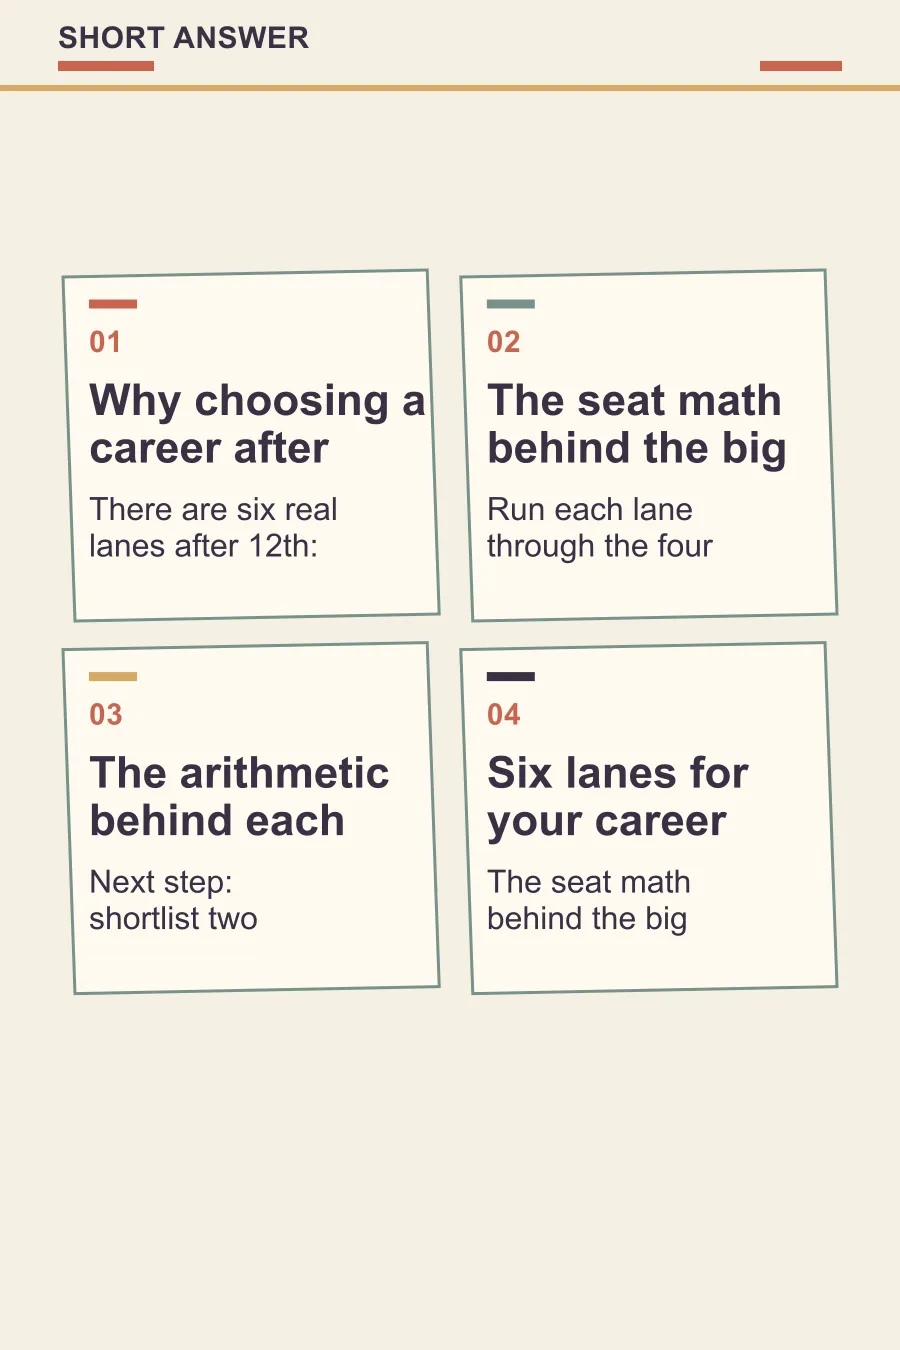 SHORT ANSWER
01
Why choosing a
career after
There are six real
lanes after 12th:
02
The seat math
behind the big
Run each lane
through the four
03
The arithmetic
behind each
Next step:
shortlist two
04
Six lanes for
your career
The seat math
behind the big